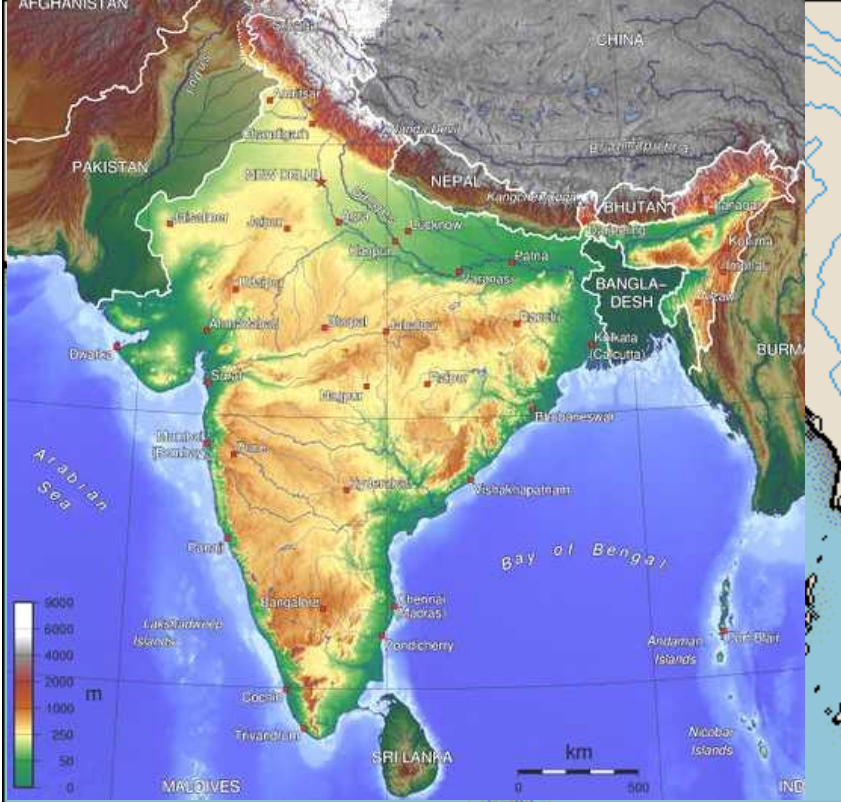 AFGHANISTAN
CHINA
Indus
Amritsar
Chandigarh
Nanda Devi
Brahmaputra
PAKISTAN
NEW DELHI
NEPAL
Kangchenjunga
BHUTAN
Itanagar
Jaisalmer
Jaipur
Agra
Ganges
Lucknow
Darjeeling
Kohima
Kanpur
Patna
Imphal
Varanasi
Udaipur
BANGLA-
DESH
Aizawl
Ahmadabad
Bhopal
Jabalpur
Ranchi
Kolkata
(Calcutta)
BURMA
Dwarka
Surat
Nagpur
Raipur
Bhubaneswar
Mumbai
(Bombay)
Pune
Arabian
Sea
Hyderabad
Vishakhapatnam
Panaji
Bay of Bengal
Bangalore
Chennai
(Madras)
9000
6000
4000
2000
1000
250
50
0
m
Lakshadweep
Islands
Pondicherry
Andaman
Islands
Port Blair
Cochin
Trivandrum
Nicobar
Islands
SRI LANKA
km
0
500
MALDIVES
IND